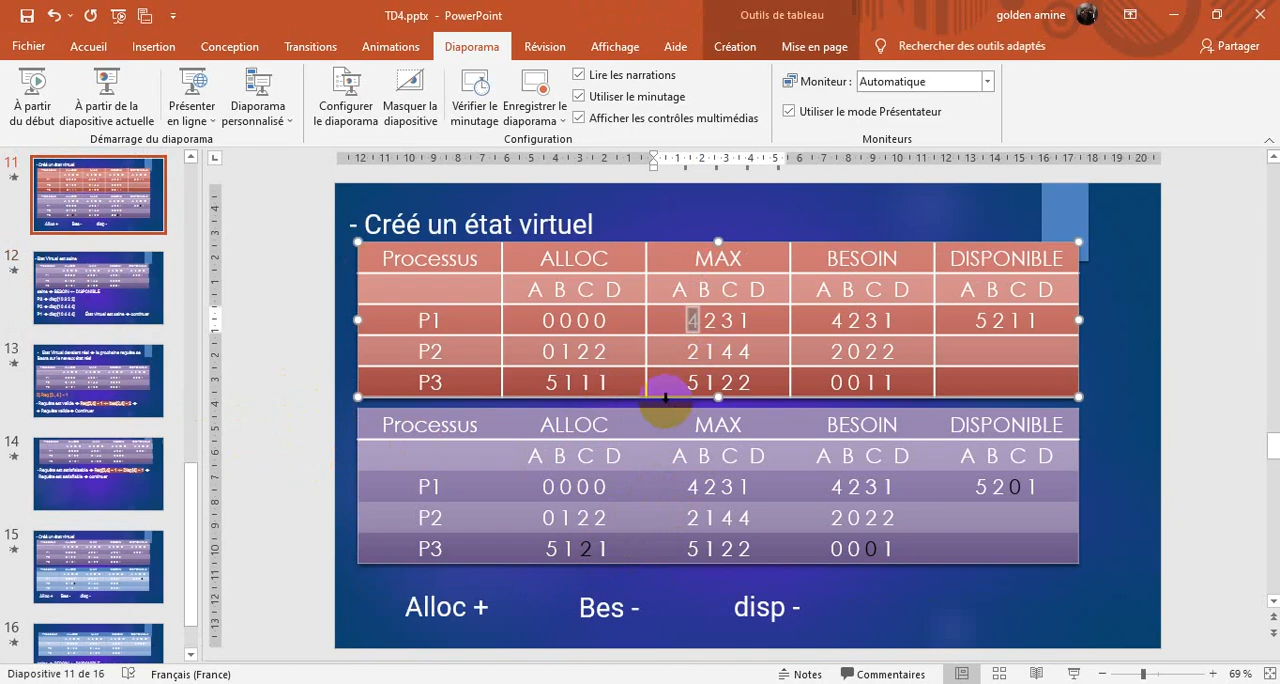 TD4.pptx - PowerPoint
Outils de tableau
golden amine
Fichier Accueil Insertion Conception Transitions Animations Diaporama Révision Affichage Aide Création Mise en page Rechercher des outils adaptés Partager
À partir du début
À partir de la diapositive actuelle
Présenter en ligne
Diaporama personnalisé
Configurer le diaporama
Masquer la diapositive
Vérifier le minutage
Enregistrer le diaporama
Lire les narrations
Utiliser le minutage
Afficher les contrôles multimédias
Moniteur : Automatique
Utiliser le mode Présentateur
Démarrage du diaporama
Configuration
Moniteurs
11
12
13
14
15
16
- Créé un état virtuel
Processus ALLOC MAX BESOIN DISPONIBLE
A B C D A B C D A B C D A B C D
P1 0 0 0 0 4 2 3 1 4 2 3 1 5 2 1 1
P2 0 1 2 2 2 1 4 4 2 0 2 2
P3 5 1 1 1 5 1 2 2 0 0 1 1
Processus ALLOC MAX BESOIN DISPONIBLE
A B C D A B C D A B C D A B C D
P1 0 0 0 0 4 2 3 1 4 2 3 1 5 2 0 1
P2 0 1 2 2 2 1 4 4 2 0 2 2
P3 5 1 2 1 5 1 2 2 0 0 0 1
Alloc + Bes - disp -
Diapositive 11 de 16 Français (France) Notes Commentaires 69 %